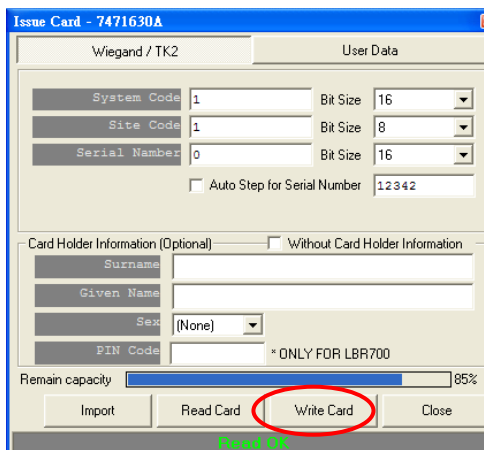 Issue Card - 7471630A
Wiegand / TK2 User Data
System Code 1 Bit Size 16
Site Code 1 Bit Size 8
Serial Namber 0 Bit Size 16
Auto Step for Serial Number 12342
Card Holder Information (Optional) Without Card Holder Information
Surname
Given Name
Sex (None)
PIN Code * ONLY FOR LBR700
Remain capacity 85%
Import Read Card Write Card Close
Read OK